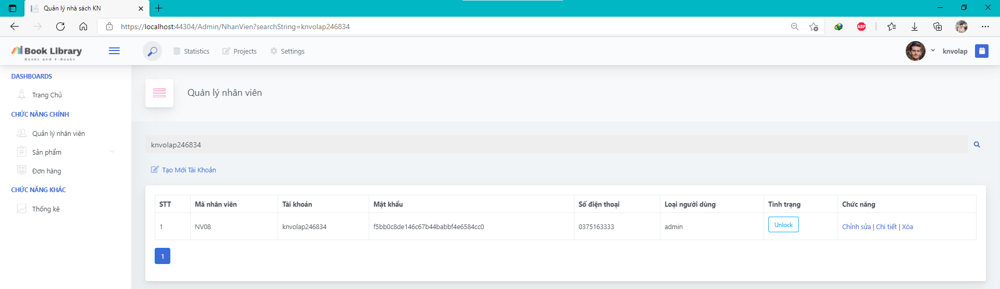 Quản lý nhà sách KN
https://localhost:44304/Admin/NhanVien?searchString=knvolap246834
ABP
Book Library
Books and E-Books
Statistics
Projects
Settings
knvolap
DASHBOARDS
Trang Chủ
CHỨC NĂNG CHÍNH
Quản lý nhân viên
Sản phẩm
Đơn hàng
CHỨC NĂNG KHÁC
Thống kê
Quản lý nhân viên
knvolap246834
Tạo Mới Tài Khoản
STT Mã nhân viên Tài khoản Mật khẩu Số điện thoại Loại người dùng Tình trạng Chức năng
1 NV08 knvolap246834 f5bb0c8de146c67b44babbf4e6584cc0 0375163333 admin Unlock Chỉnh sửa | Chi tiết | Xóa
1